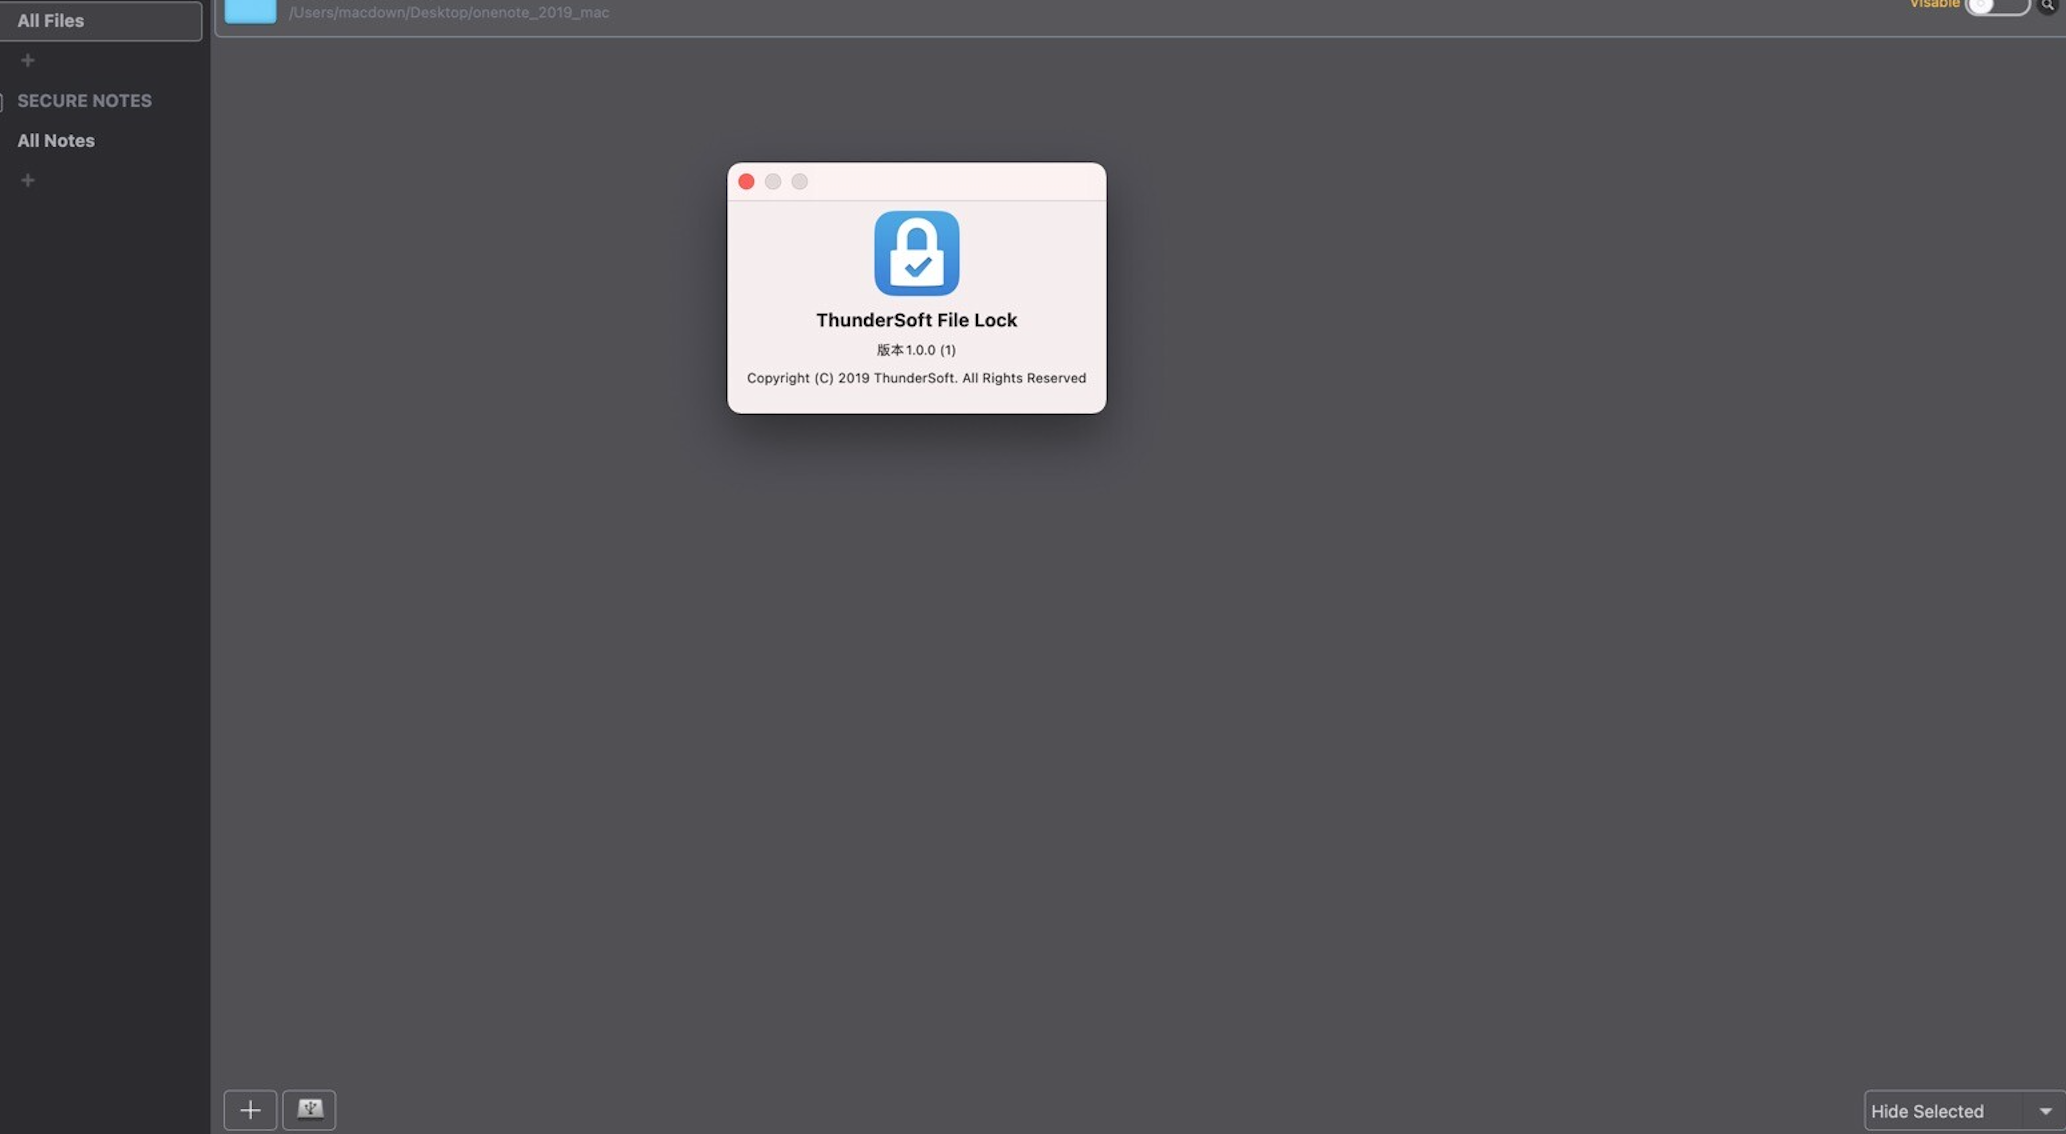 All Files
/Users/macdown/Desktop/onenote_2019_mac
Visable
+
SECURE NOTES
All Notes
+
ThunderSoft File Lock
版本1.0.0 (1)
Copyright (C) 2019 ThunderSoft. All Rights Reserved
+
Hide Selected